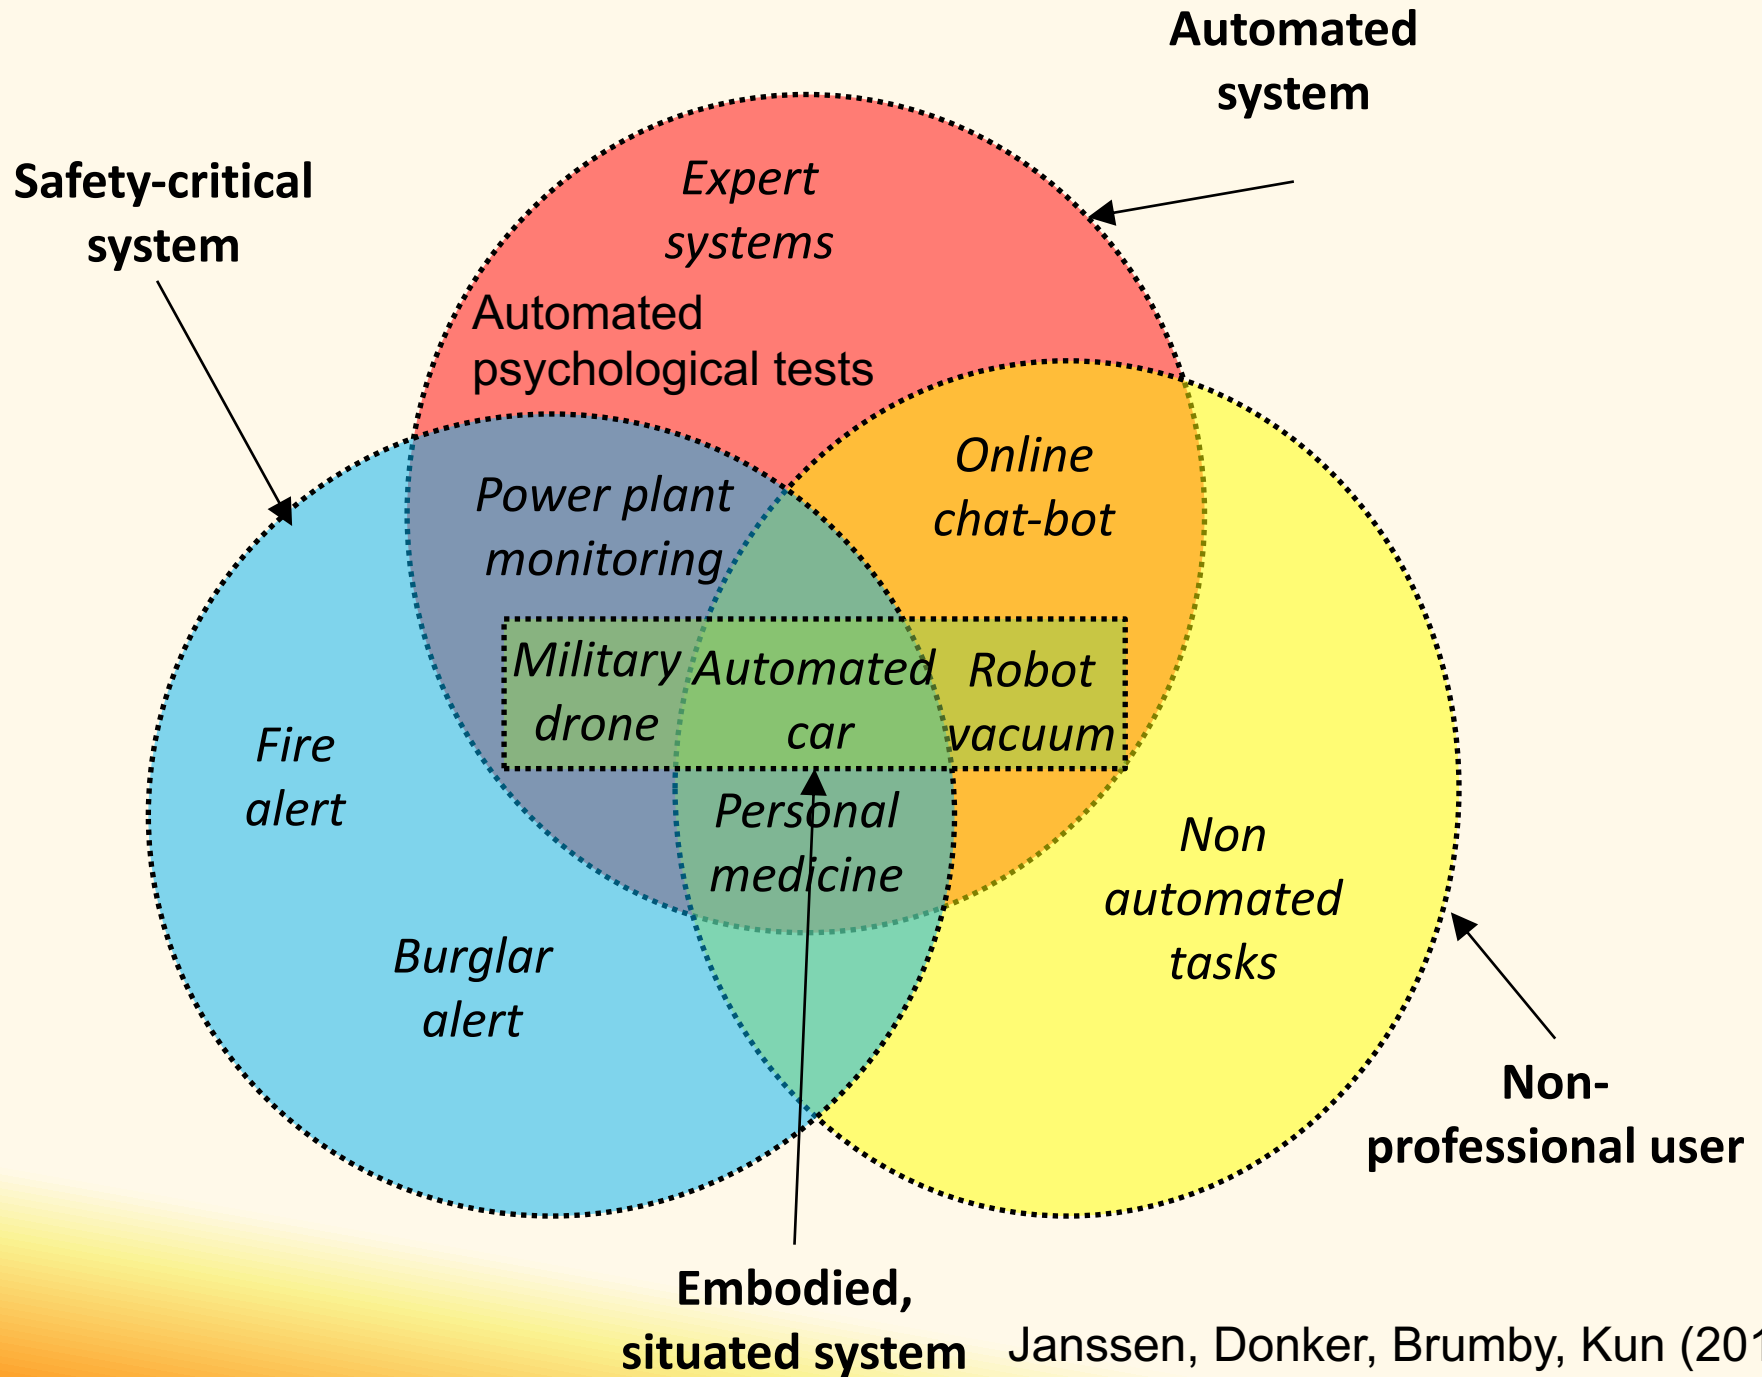 Automated
system
Safety-critical
system
Expert
systems
Automated
psychological tests
Online
chat-bot
Power plant
monitoring
Military
drone
Automated
car
Robot
vacuum
Fire
alert
Personal
medicine
Non
automated
tasks
Burglar
alert
Non-
professional user
Embodied,
situated system
Janssen, Donker, Brumby, Kun (201